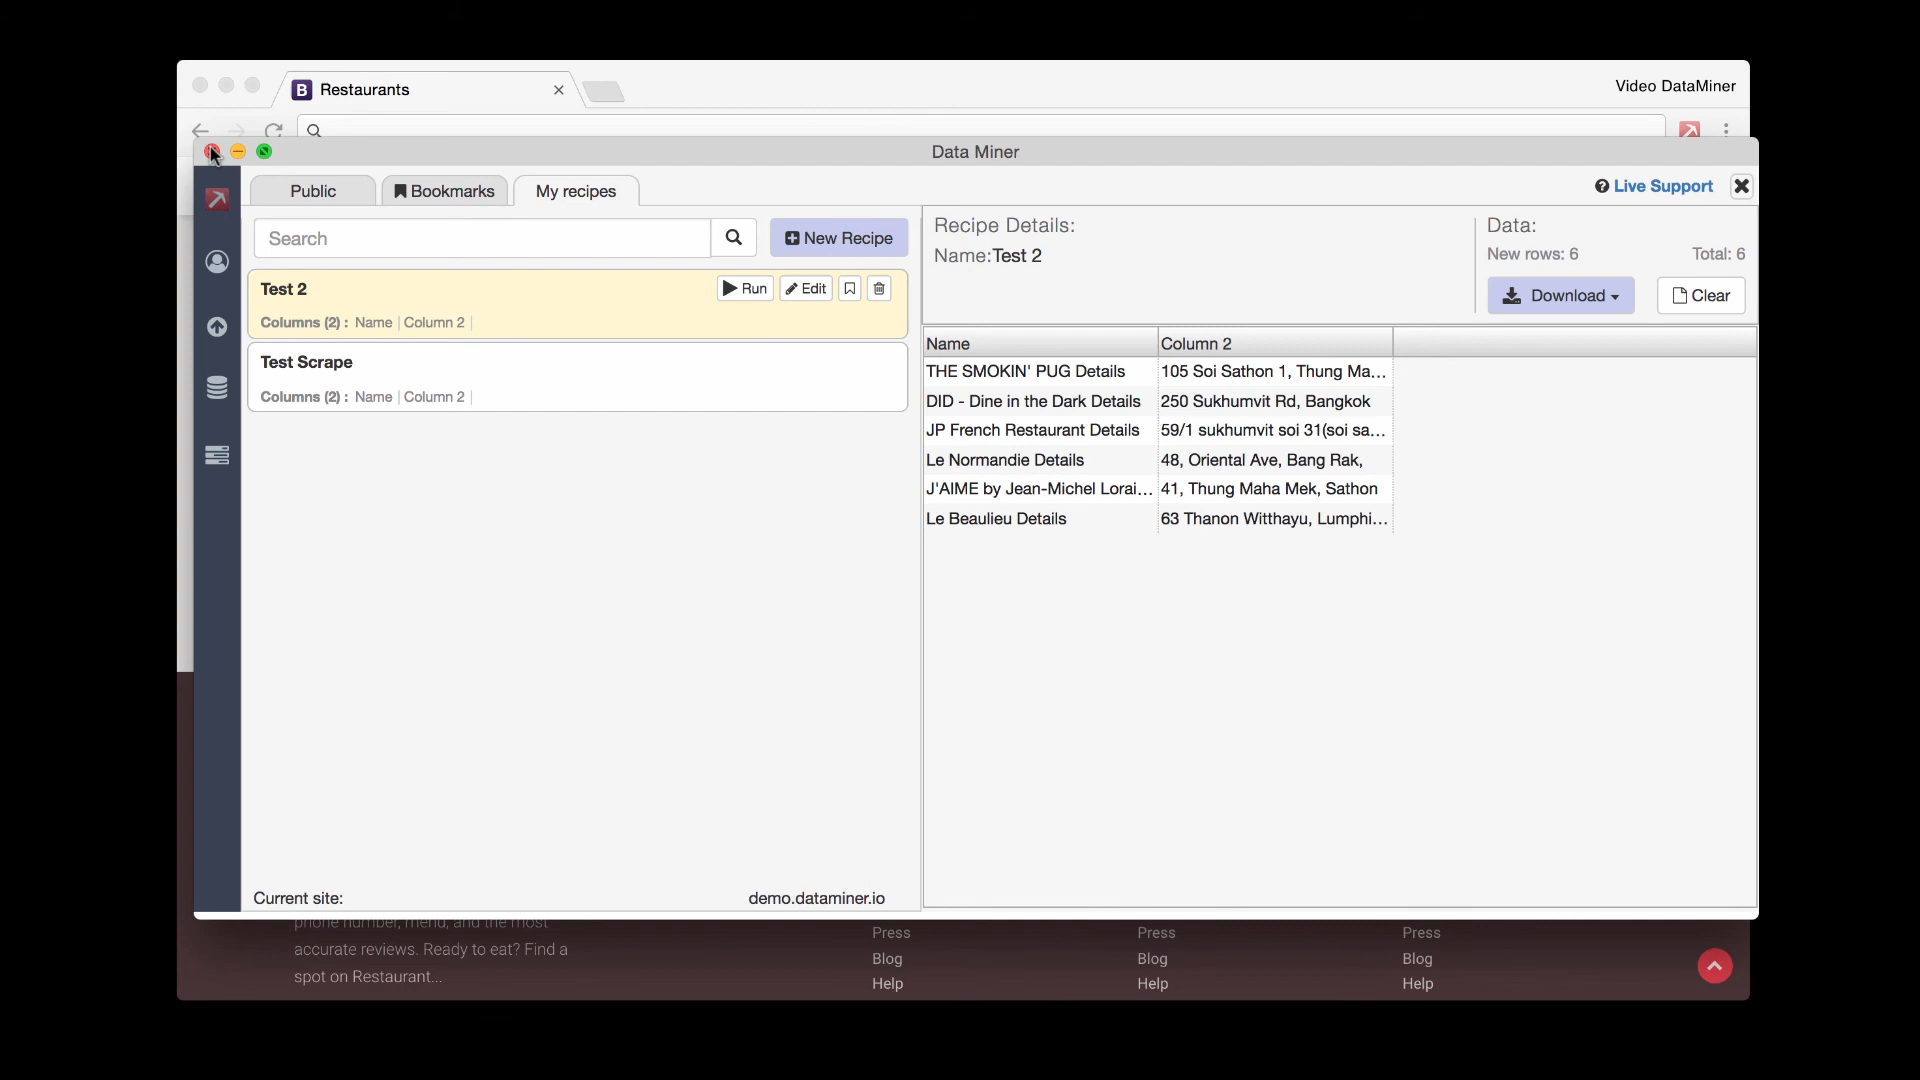 B Restaurants
Video DataMiner
Data Miner
Public
Bookmarks
My recipes
Live Support
Search
New Recipe
Test 2
Run
Edit
Columns (2) : Name | Column 2 |
Test Scrape
Columns (2) : Name | Column 2 |
Recipe Details:
Name:Test 2
Data:
New rows: 6
Total: 6
Download
Clear
Name
Column 2
THE SMOKIN' PUG Details
105 Soi Sathon 1, Thung Ma...
DID - Dine in the Dark Details
250 Sukhumvit Rd, Bangkok
JP French Restaurant Details
59/1 sukhumvit soi 31(soi sa...
Le Normandie Details
48, Oriental Ave, Bang Rak,
J'AIME by Jean-Michel Lorai...
41, Thung Maha Mek, Sathon
Le Beaulieu Details
63 Thanon Witthayu, Lumphi...
Current site:
demo.dataminer.io
phone number, menu, and the most
accurate reviews. Ready to eat? Find a
spot on Restaurant...
Press
Blog
Help
Press
Blog
Help
Press
Blog
Help